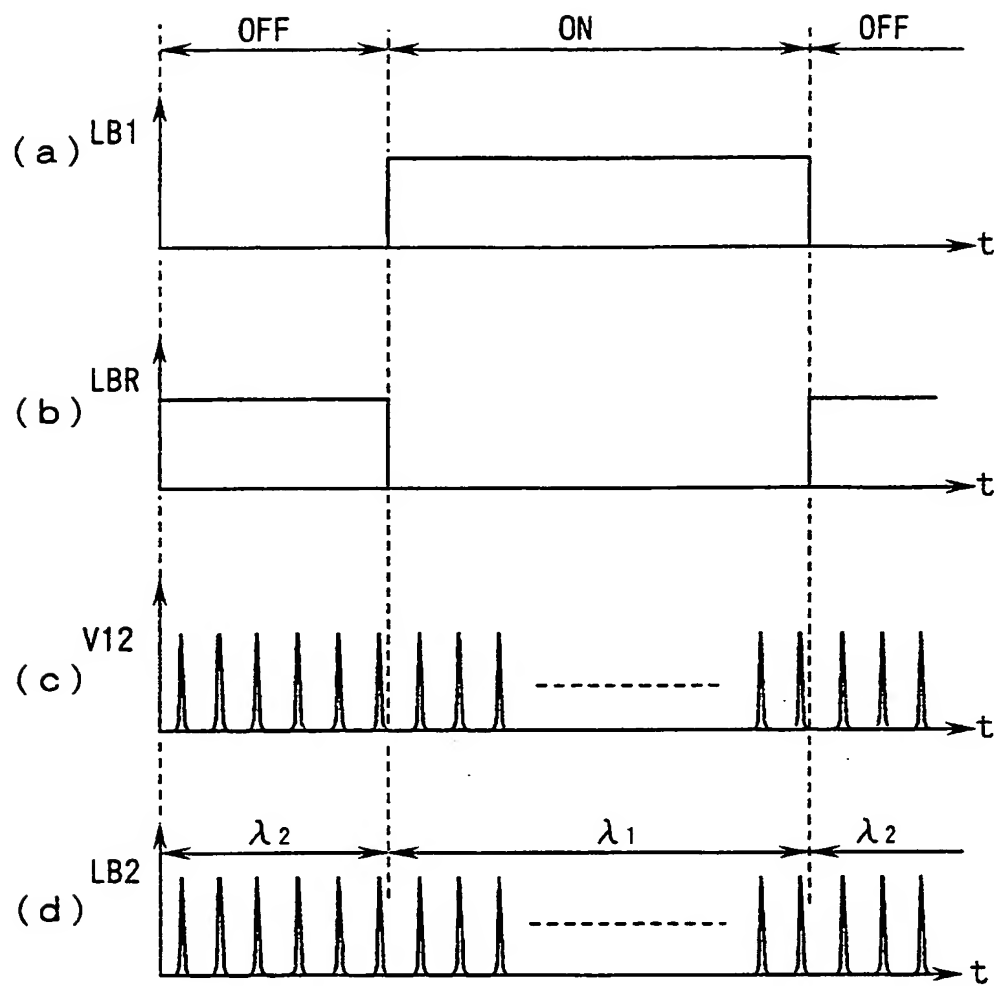 OFF ON OFF
(a) LB1
t
(b) LBR
t
(c) V12
t
λ2 λ1 λ2
(d) LB2
t